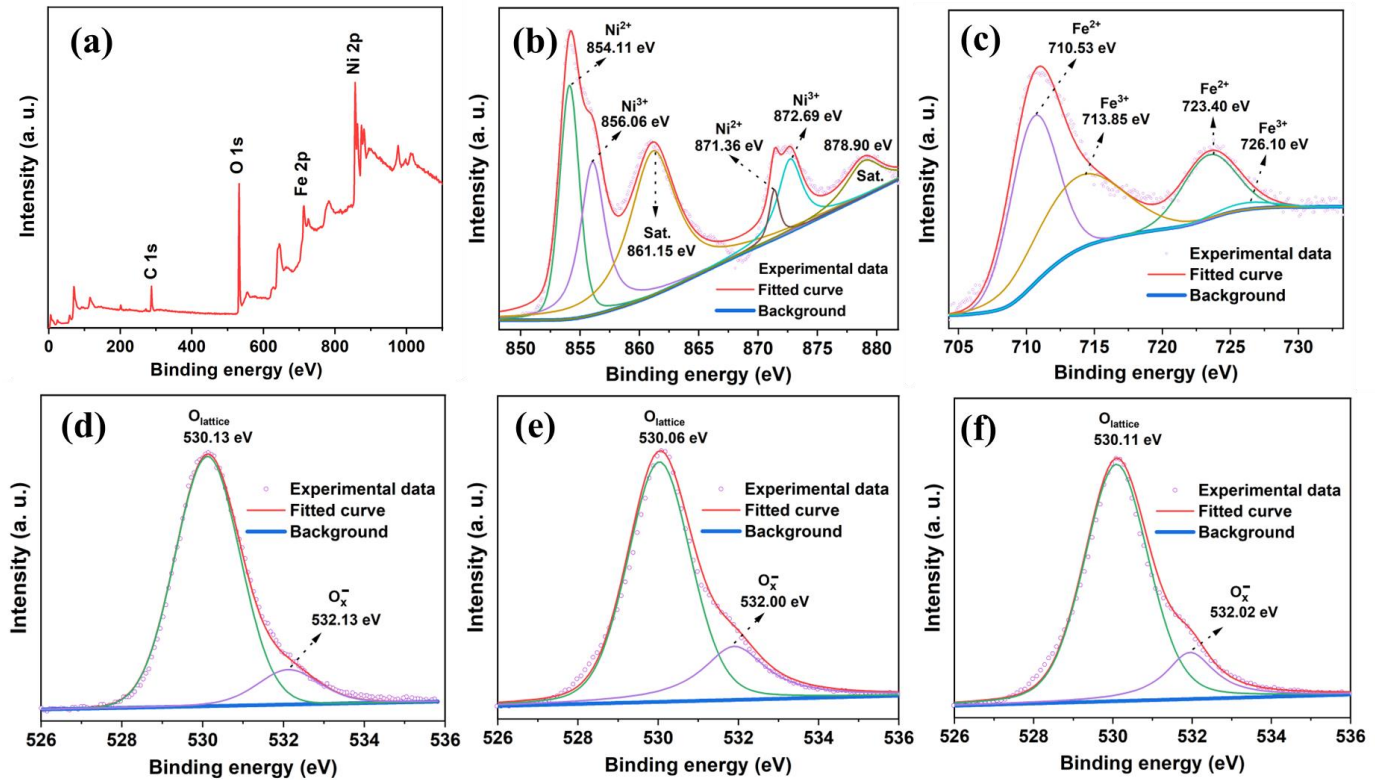 (a)
Intensity (a. u.)
C 1s
O 1s
Fe 2p
Ni 2p
0 200 400 600 800 1000
Binding energy (eV)
(b)
Intensity (a. u.)
Ni2+
854.11 eV
Ni3+
856.06 eV
Sat.
861.15 eV
Ni2+
871.36 eV
Ni3+
872.69 eV
878.90 eV
Sat.
Experimental data
Fitted curve
Background
850 855 860 864 868 875 882
Binding energy (eV)
(c)
Intensity (a. u.)
Fe2+
710.53 eV
Fe3+
713.85 eV
Fe2+
723.40 eV
Fe3+
726.10 eV
Experimental data
Fitted curve
Background
705 710 715 722 725 730
Binding energy (eV)
(d)
Intensity (a. u.)
Olattice
530.13 eV
Experimental data
Fitted curve
Background
Ox−
532.13 eV
526 528 530 532 534 536
Binding energy (eV)
(e)
Intensity (a. u.)
Olattice
530.06 eV
Experimental data
Fitted curve
Background
Ox−
532.00 eV
526 528 530 532 534 536
Binding energy (eV)
(f)
Intensity (a. u.)
Olattice
530.11 eV
Experimental data
Fitted curve
Background
Ox−
532.02 eV
526 528 530 532 534 536
Binding energy (eV)